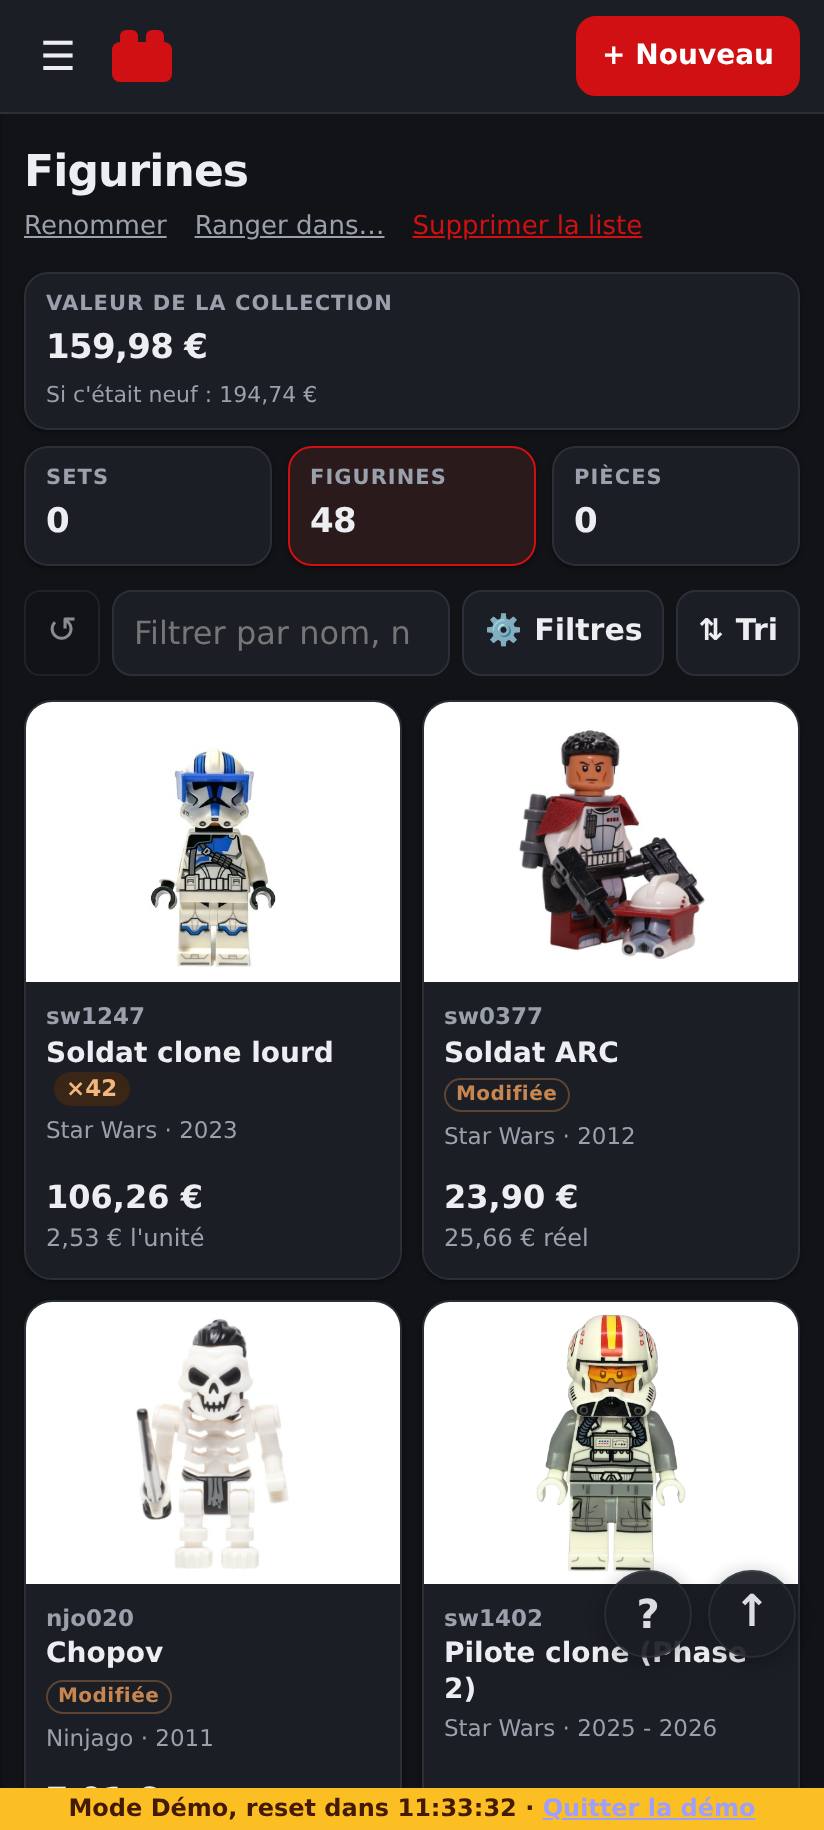 ☰ + Nouveau
Figurines
Renommer Ranger dans... Supprimer la liste
VALEUR DE LA COLLECTION
159,98 €
Si c'était neuf : 194,74 €
SETS FIGURINES PIÈCES
0 48 0
↺ Filtrer par nom, n ⚙️ Filtres ⇅ Tri
sw1247
Soldat clone lourd
×42
Star Wars · 2023
106,26 €
2,53 € l'unité
sw0377
Soldat ARC
Modifiée
Star Wars · 2012
23,90 €
25,66 € réel
njo020
Chopov
Modifiée
Ninjago · 2011
sw1402
Pilote clone (Phase
2)
Star Wars · 2025 - 2026
? ↑
Mode Démo, reset dans 11:33:32 · Quitter la démo